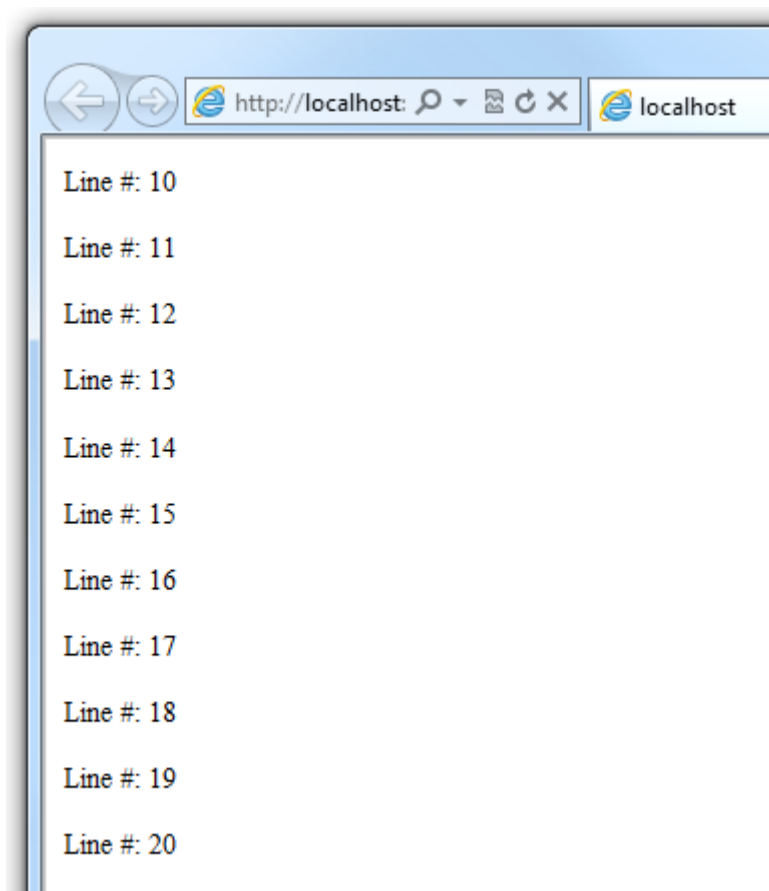 http://localhost:
localhost
Line #: 10
Line #: 11
Line #: 12
Line #: 13
Line #: 14
Line #: 15
Line #: 16
Line #: 17
Line #: 18
Line #: 19
Line #: 20